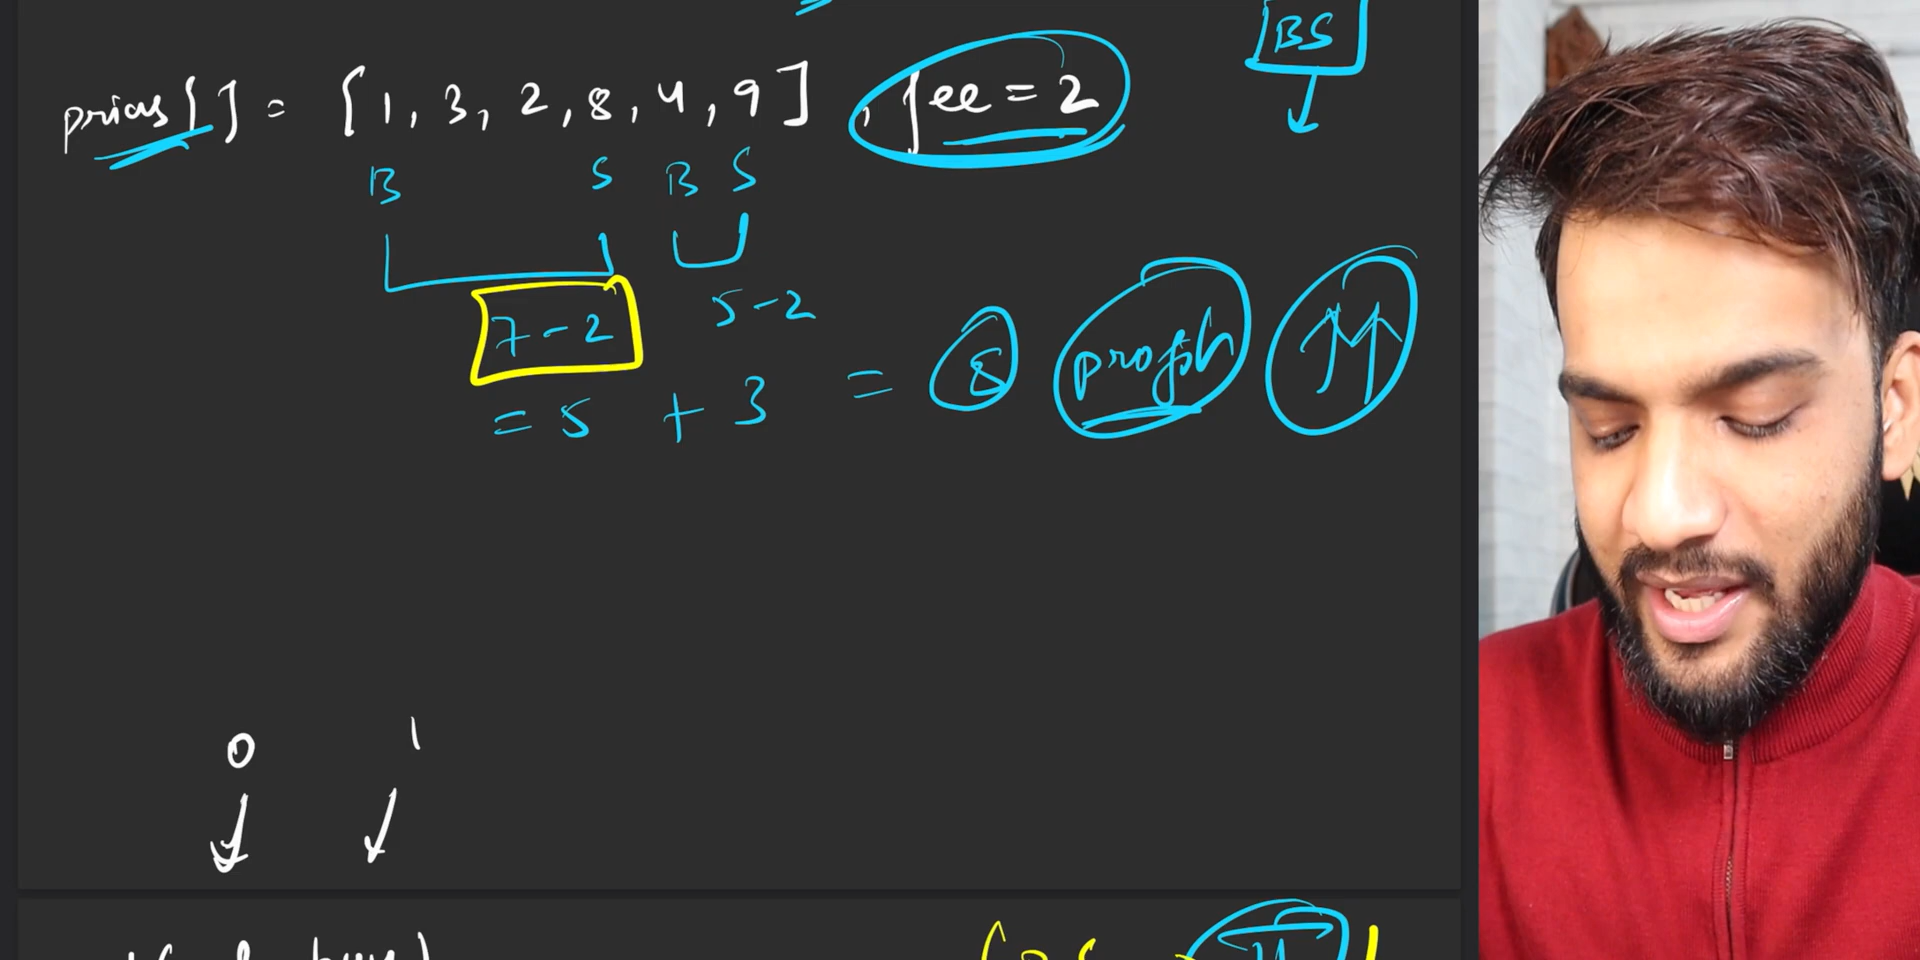 BS
prices[] = [1, 3, 2, 8, 4, 9], fee = 2
B S B S
7 - 2 5 - 2
= 5 + 3 = 8 profit
0 1
buy)